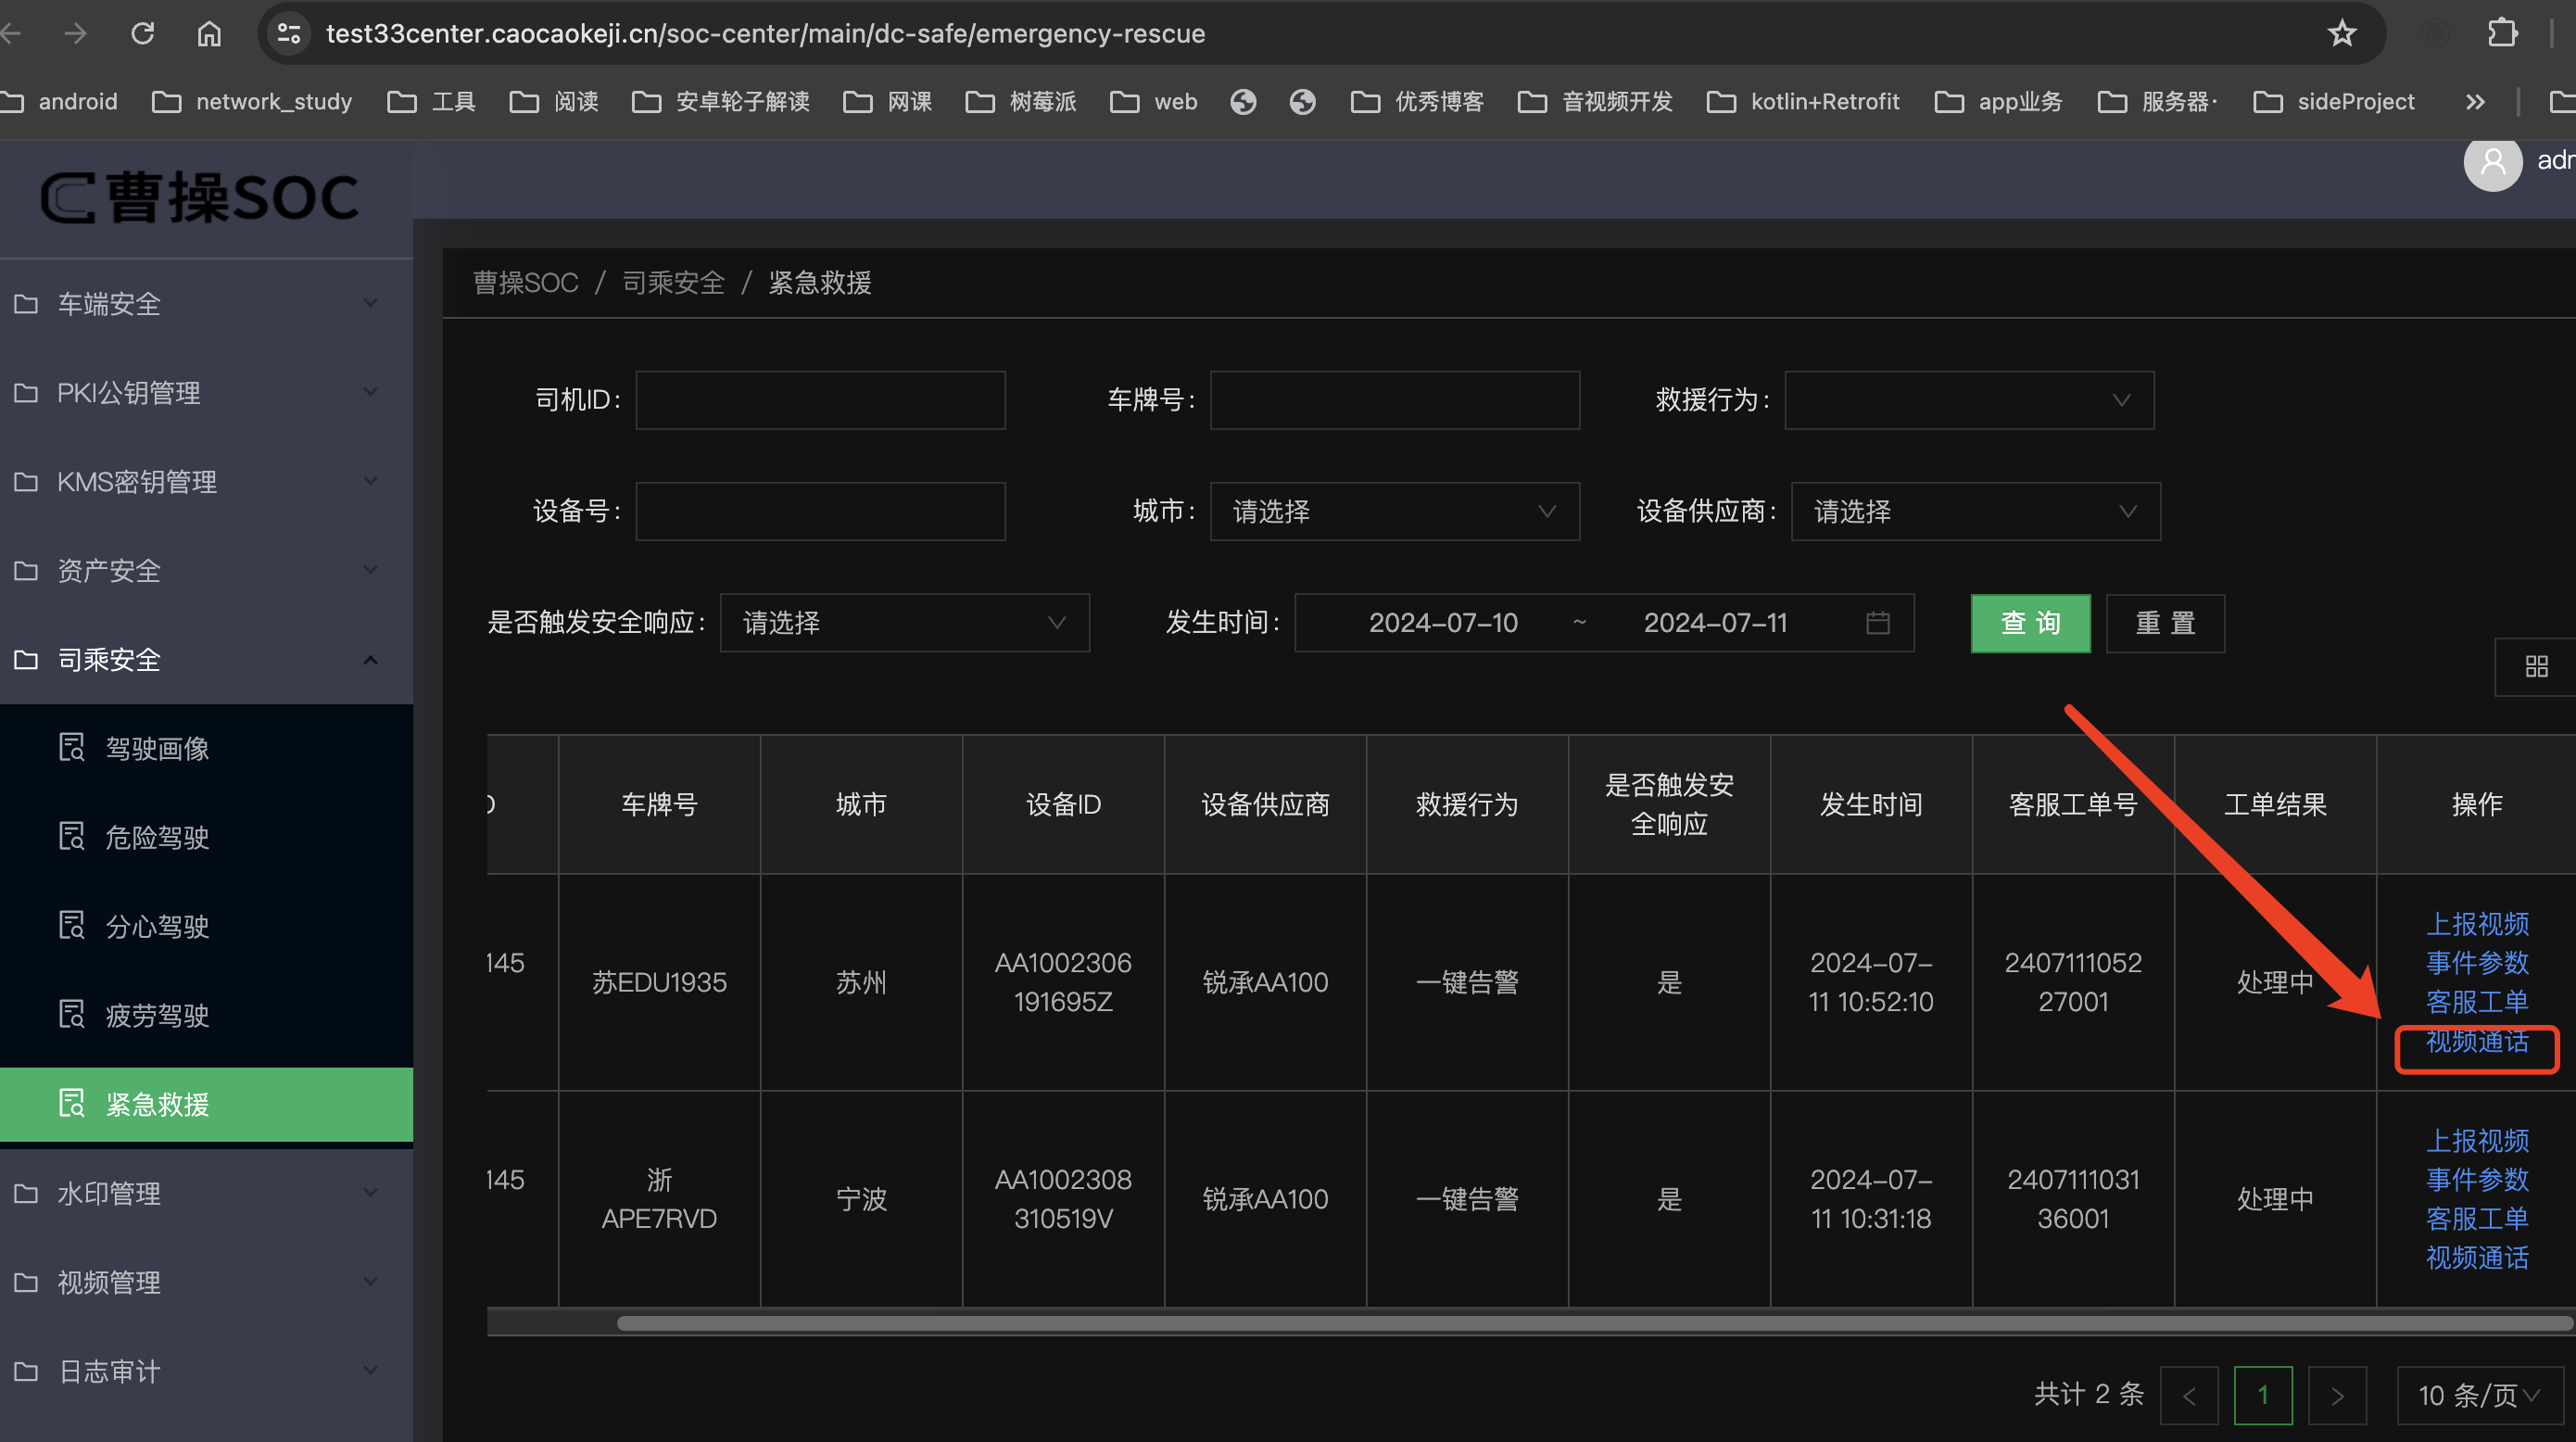 test33center.caocaokeji.cn/soc-center/main/dc-safe/emergency-rescue
android network_study 工具 阅读 安卓轮子解读 网课 树莓派 web 优秀博客 音视频开发 kotlin+Retrofit app业务 服务器· sideProject
曹操SOC
车端安全
PKI公钥管理
KMS密钥管理
资产安全
司乘安全
驾驶画像
危险驾驶
分心驾驶
疲劳驾驶
紧急救援
水印管理
视频管理
日志审计
曹操SOC / 司乘安全 / 紧急救援
司机ID: 车牌号: 救援行为:
设备号: 城市: 请选择 设备供应商: 请选择
是否触发安全响应: 请选择 发生时间: 2024-07-10 ~ 2024-07-11 查询 重置
车牌号 城市 设备ID 设备供应商 救援行为 是否触发安 发生时间 客服工单号 工单结果 操作
全响应
上报视频
145 AA1002306 2024-07- 2407111052 事件参数
苏EDU1935 苏州 锐承AA100 一键告警 是 处理中
191695Z 11 10:52:10 27001 客服工单
视频通话
上报视频
145 浙 AA1002308 2024-07- 2407111031 事件参数
宁波 锐承AA100 一键告警 是 处理中
APE7RVD 310519V 11 10:31:18 36001 客服工单
视频通话
共计 2 条 < 1 > 10 条/页